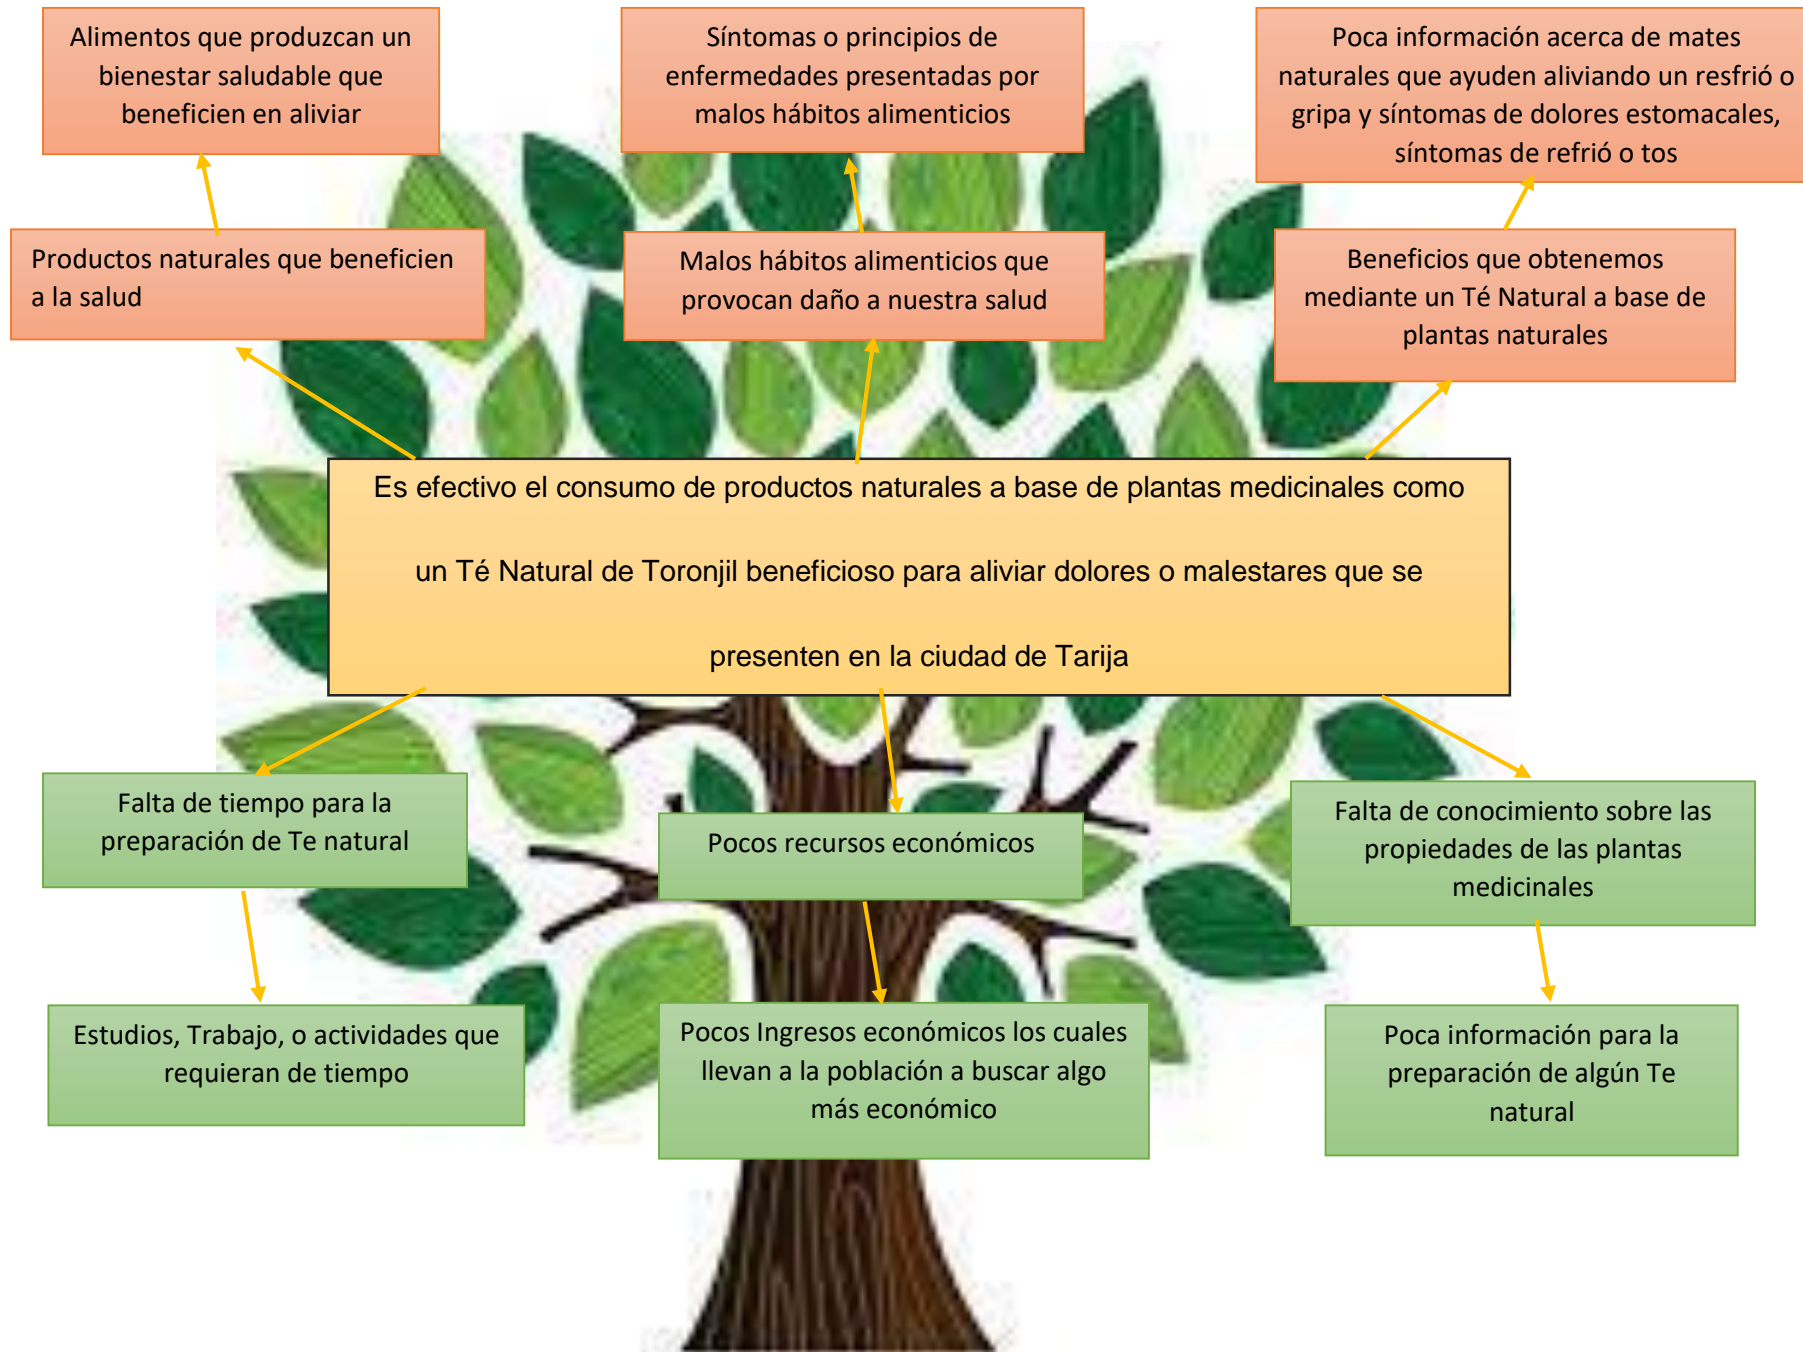 Alimentos que produzcan un
bienestar saludable que
beneficien en aliviar
Síntomas o principios de
enfermedades presentadas por
malos hábitos alimenticios
Poca información acerca de mates
naturales que ayuden aliviando un resfrió o
gripa y síntomas de dolores estomacales,
síntomas de refrió o tos
Productos naturales que beneficien
a la salud
Malos hábitos alimenticios que
provocan daño a nuestra salud
Beneficios que obtenemos
mediante un Té Natural a base de
plantas naturales
Es efectivo el consumo de productos naturales a base de plantas medicinales como
un Té Natural de Toronjil beneficioso para aliviar dolores o malestares que se
presenten en la ciudad de Tarija
Falta de tiempo para la
preparación de Te natural
Pocos recursos económicos
Falta de conocimiento sobre las
propiedades de las plantas
medicinales
Estudios, Trabajo, o actividades que
requieran de tiempo
Pocos Ingresos económicos los cuales
llevan a la población a buscar algo
más económico
Poca información para la
preparación de algún Te
natural